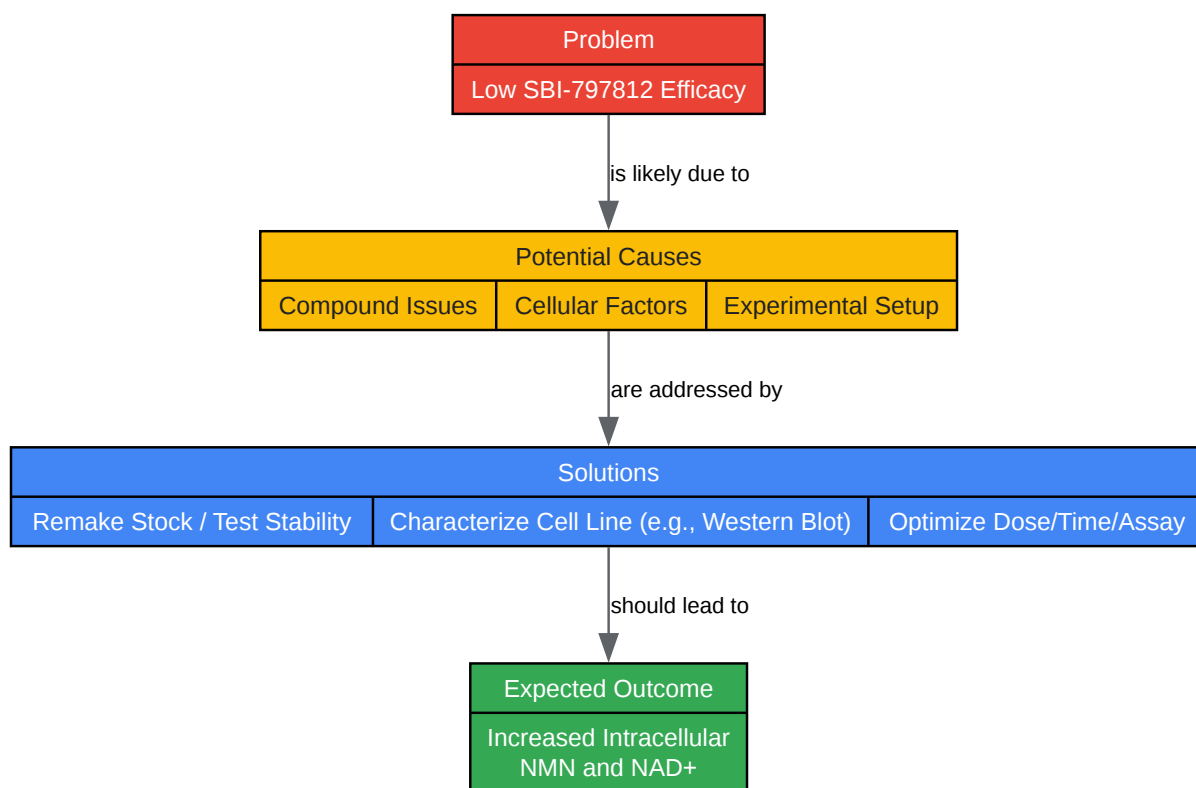 Problem
Low SBI-797812 Efficacy
is likely due to
Potential Causes
Compound Issues
Cellular Factors
Experimental Setup
are addressed by
Solutions
Remake Stock / Test Stability
Characterize Cell Line (e.g., Western Blot)
Optimize Dose/Time/Assay
should lead to
Expected Outcome
Increased Intracellular
NMN and NAD+